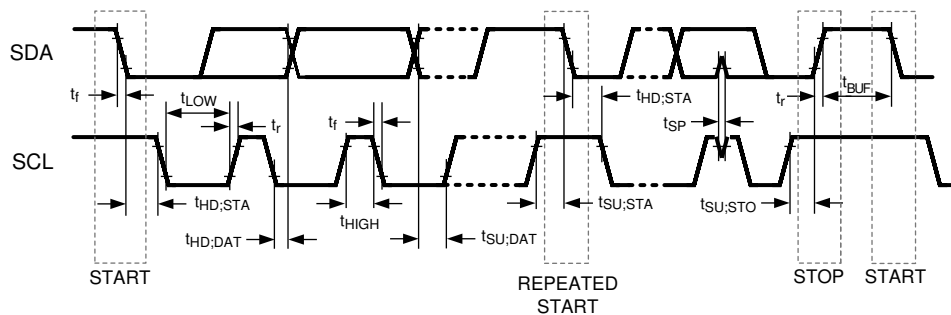 SDA
tf
tLOW
tr
tf
tHD;STA
tSP
tr
tBUF
SCL
tHD;STA
tHD;DAT
tHIGH
tSU;DAT
tSU;STA
tSU;STO
START
REPEATED
START
STOP
START